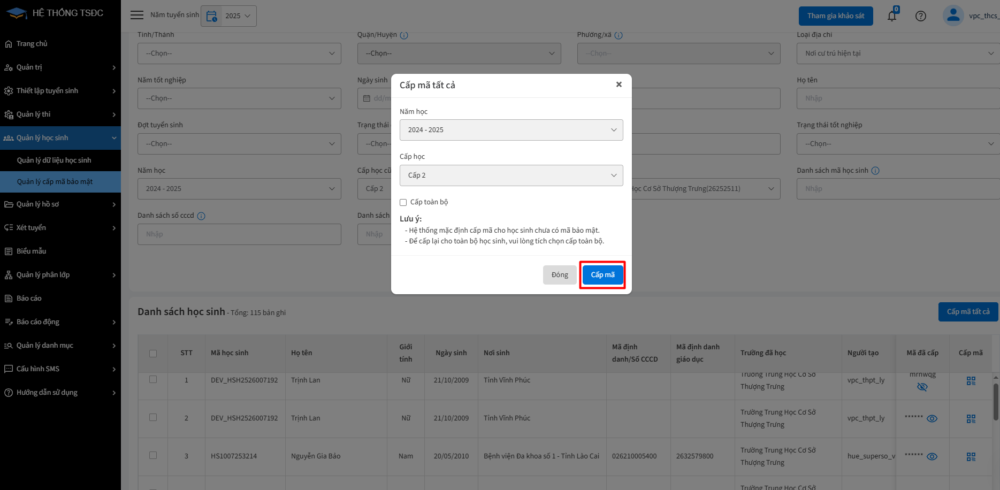 HỆ THỐNG TSĐC
Năm tuyển sinh
2025
Tham gia khảo sát
0
vpc_thcs_
Trang chủ
Quản trị
Thiết lập tuyển sinh
Quản lý thi
Quản lý học sinh
Quản lý dữ liệu học sinh
Quản lý cấp mã bảo mật
Quản lý hồ sơ
Xét tuyển
Biểu mẫu
Quản lý phân lớp
Báo cáo
Báo cáo động
Quản lý danh mục
Cấu hình SMS
Hướng dẫn sử dụng
Tỉnh/Thành
Quận/Huyện
Phường/xã
Loại địa chỉ
--Chọn--
--Chọn--
--Chọn--
Nơi cư trú hiện tại
Năm tốt nghiệp
Ngày sinh
Họ tên
--Chọn--
dd/m
Nhập
Đợt tuyển sinh
Trạng thái
Trạng thái tốt nghiệp
--Chọn--
--Chọn--
--Chọn--
Năm học
Cấp học cũ
Danh sách mã học sinh
2024 - 2025
Cấp 2
Học Cơ Sở Thượng Trưng(26252511)
Nhập
Danh sách số cccd
Danh sách
Nhập
Nhập
Cấp mã tất cả
Năm học
2024 - 2025
Cấp học
Cấp 2
Cấp toàn bộ
Lưu ý:
- Hệ thống mặc định cấp mã cho học sinh chưa có mã bảo mật.
- Để cấp lại cho toàn bộ học sinh, vui lòng tích chọn cấp toàn bộ.
Đóng
Cấp mã
Danh sách học sinh - Tổng: 115 bản ghi
Cấp mã tất cả
STT
Mã học sinh
Họ tên
Giới tính
Ngày sinh
Nơi sinh
Mã định danh/Số CCCD
Mã định danh giáo dục
Trường đã học
Người tạo
Mã đã cấp
Cấp mã
1
DEV_HSH2526007192
Trịnh Lan
Nữ
21/10/2009
Tỉnh Vĩnh Phúc
Trường Trung Học Cơ Sở Thượng Trưng
vpc_thpt_ly
mrnwqg
2
DEV_HSH2526007192
Trịnh Lan
Nữ
21/10/2009
Tỉnh Vĩnh Phúc
Trường Trung Học Cơ Sở Thượng Trưng
vpc_thpt_ly
******
3
HS1007253214
Nguyễn Gia Bảo
Nam
20/05/2010
Bệnh viện Đa khoa số 1 - Tỉnh Lào Cai
026210005400
2632579800
Trường Trung Học Cơ Sở Thượng Trưng
hue_superso_v
******
Trường Trung Học Cơ Sở